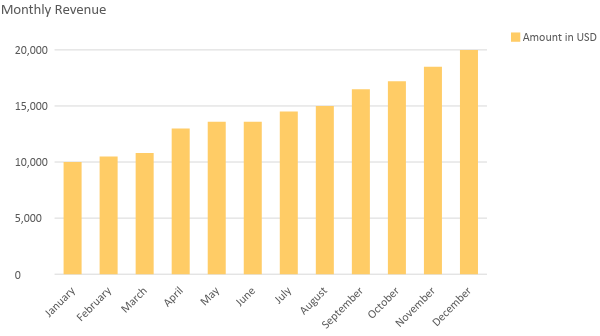 Monthly Revenue
Amount in USD
20,000
15,000
10,000
5,000
0
January
February
March
April
May
June
July
August
September
October
November
December